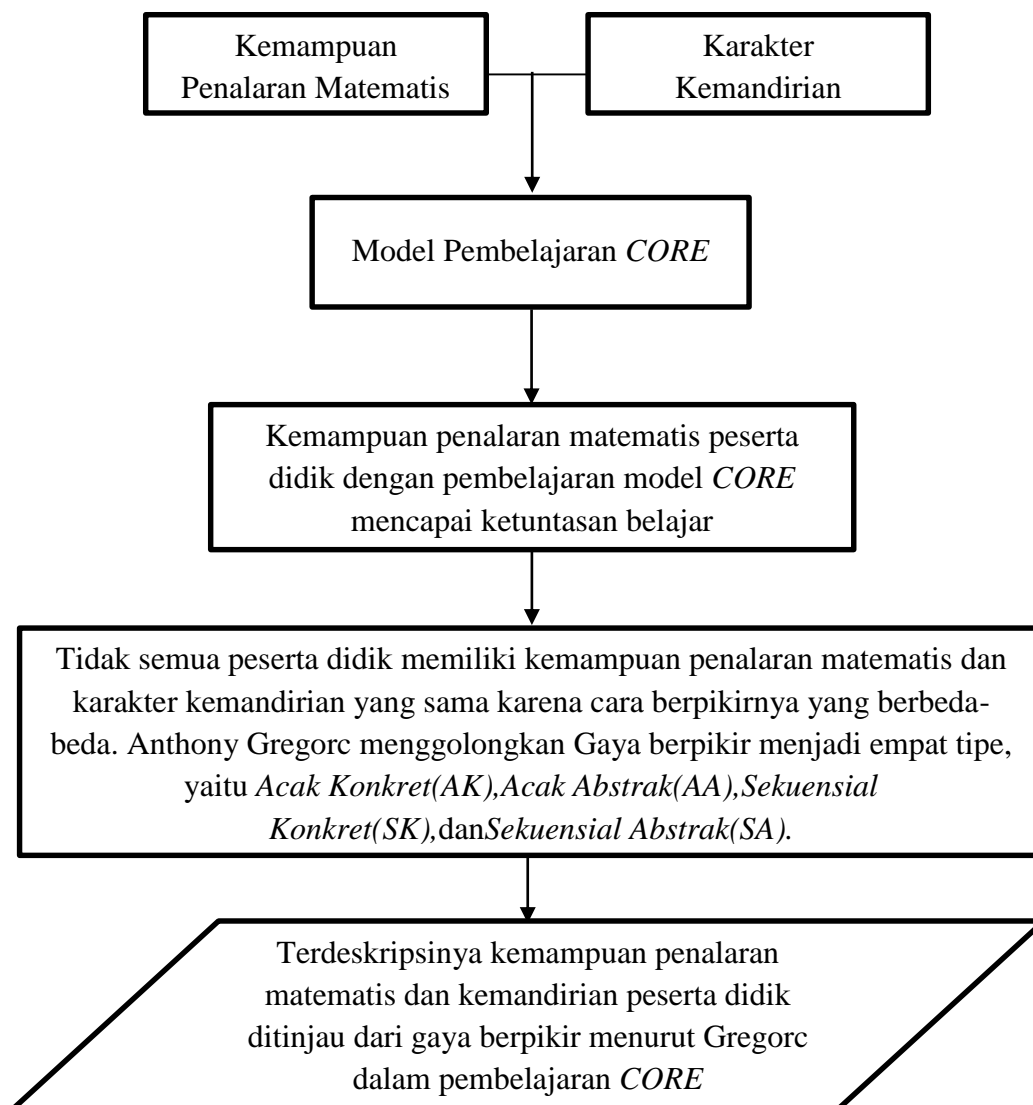 Kemampuan
Penalaran Matematis
Karakter
Kemandirian
Model Pembelajaran CORE
Kemampuan penalaran matematis peserta
didik dengan pembelajaran model CORE
mencapai ketuntasan belajar
Tidak semua peserta didik memiliki kemampuan penalaran matematis dan
karakter kemandirian yang sama karena cara berpikirnya yang berbeda-
beda. Anthony Gregorc menggolongkan Gaya berpikir menjadi empat tipe,
yaitu Acak Konkret(AK),Acak Abstrak(AA),Sekuensial
Konkret(SK),danSekuensial Abstrak(SA).
Terdeskripsinya kemampuan penalaran
matematis dan kemandirian peserta didik
ditinjau dari gaya berpikir menurut Gregorc
dalam pembelajaran CORE